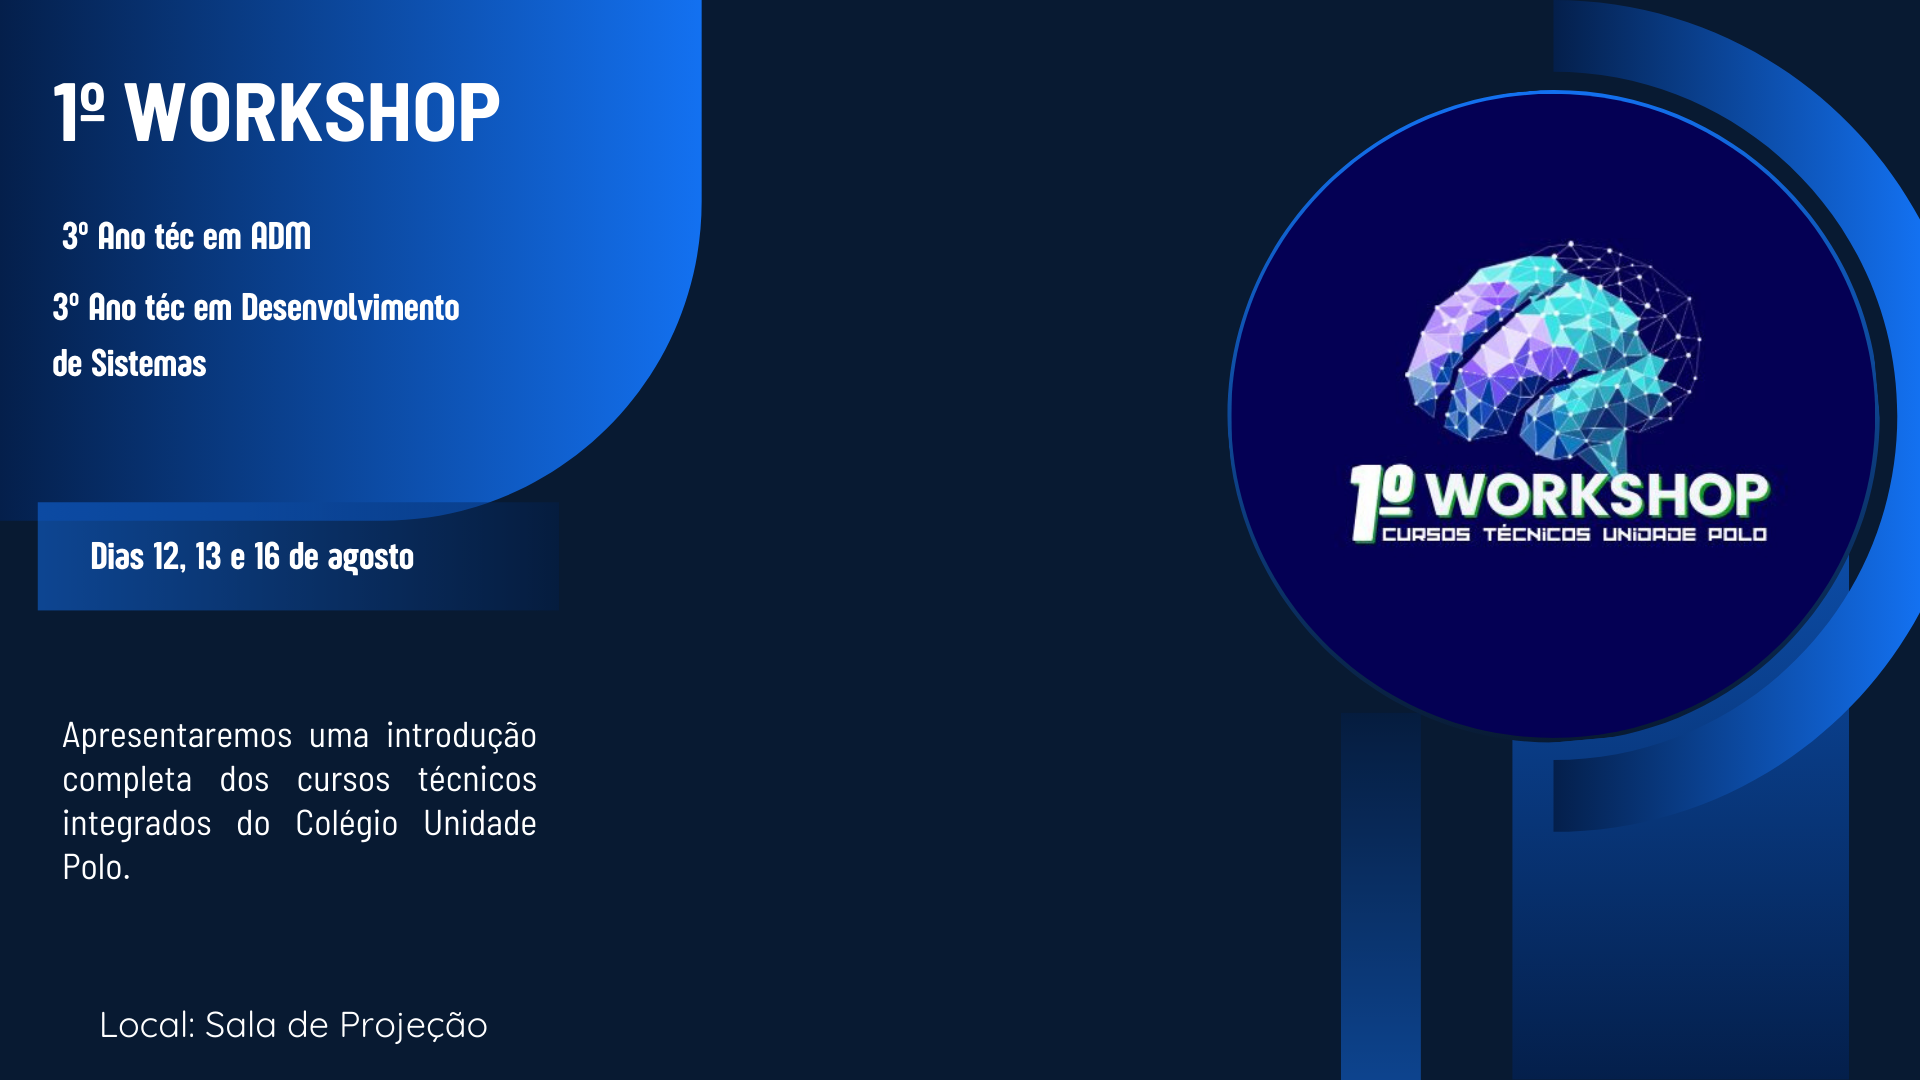 1º WORKSHOP
3º Ano téc em ADM
3º Ano téc em Desenvolvimento
de Sistemas
Dias 12, 13 e 16 de agosto
Apresentaremos uma introdução
completa dos cursos técnicos
integrados do Colégio Unidade
Polo.
Local: Sala de Projeção
1º WORKSHOP
CURSOS TÉCNICOS UNIDADE POLO